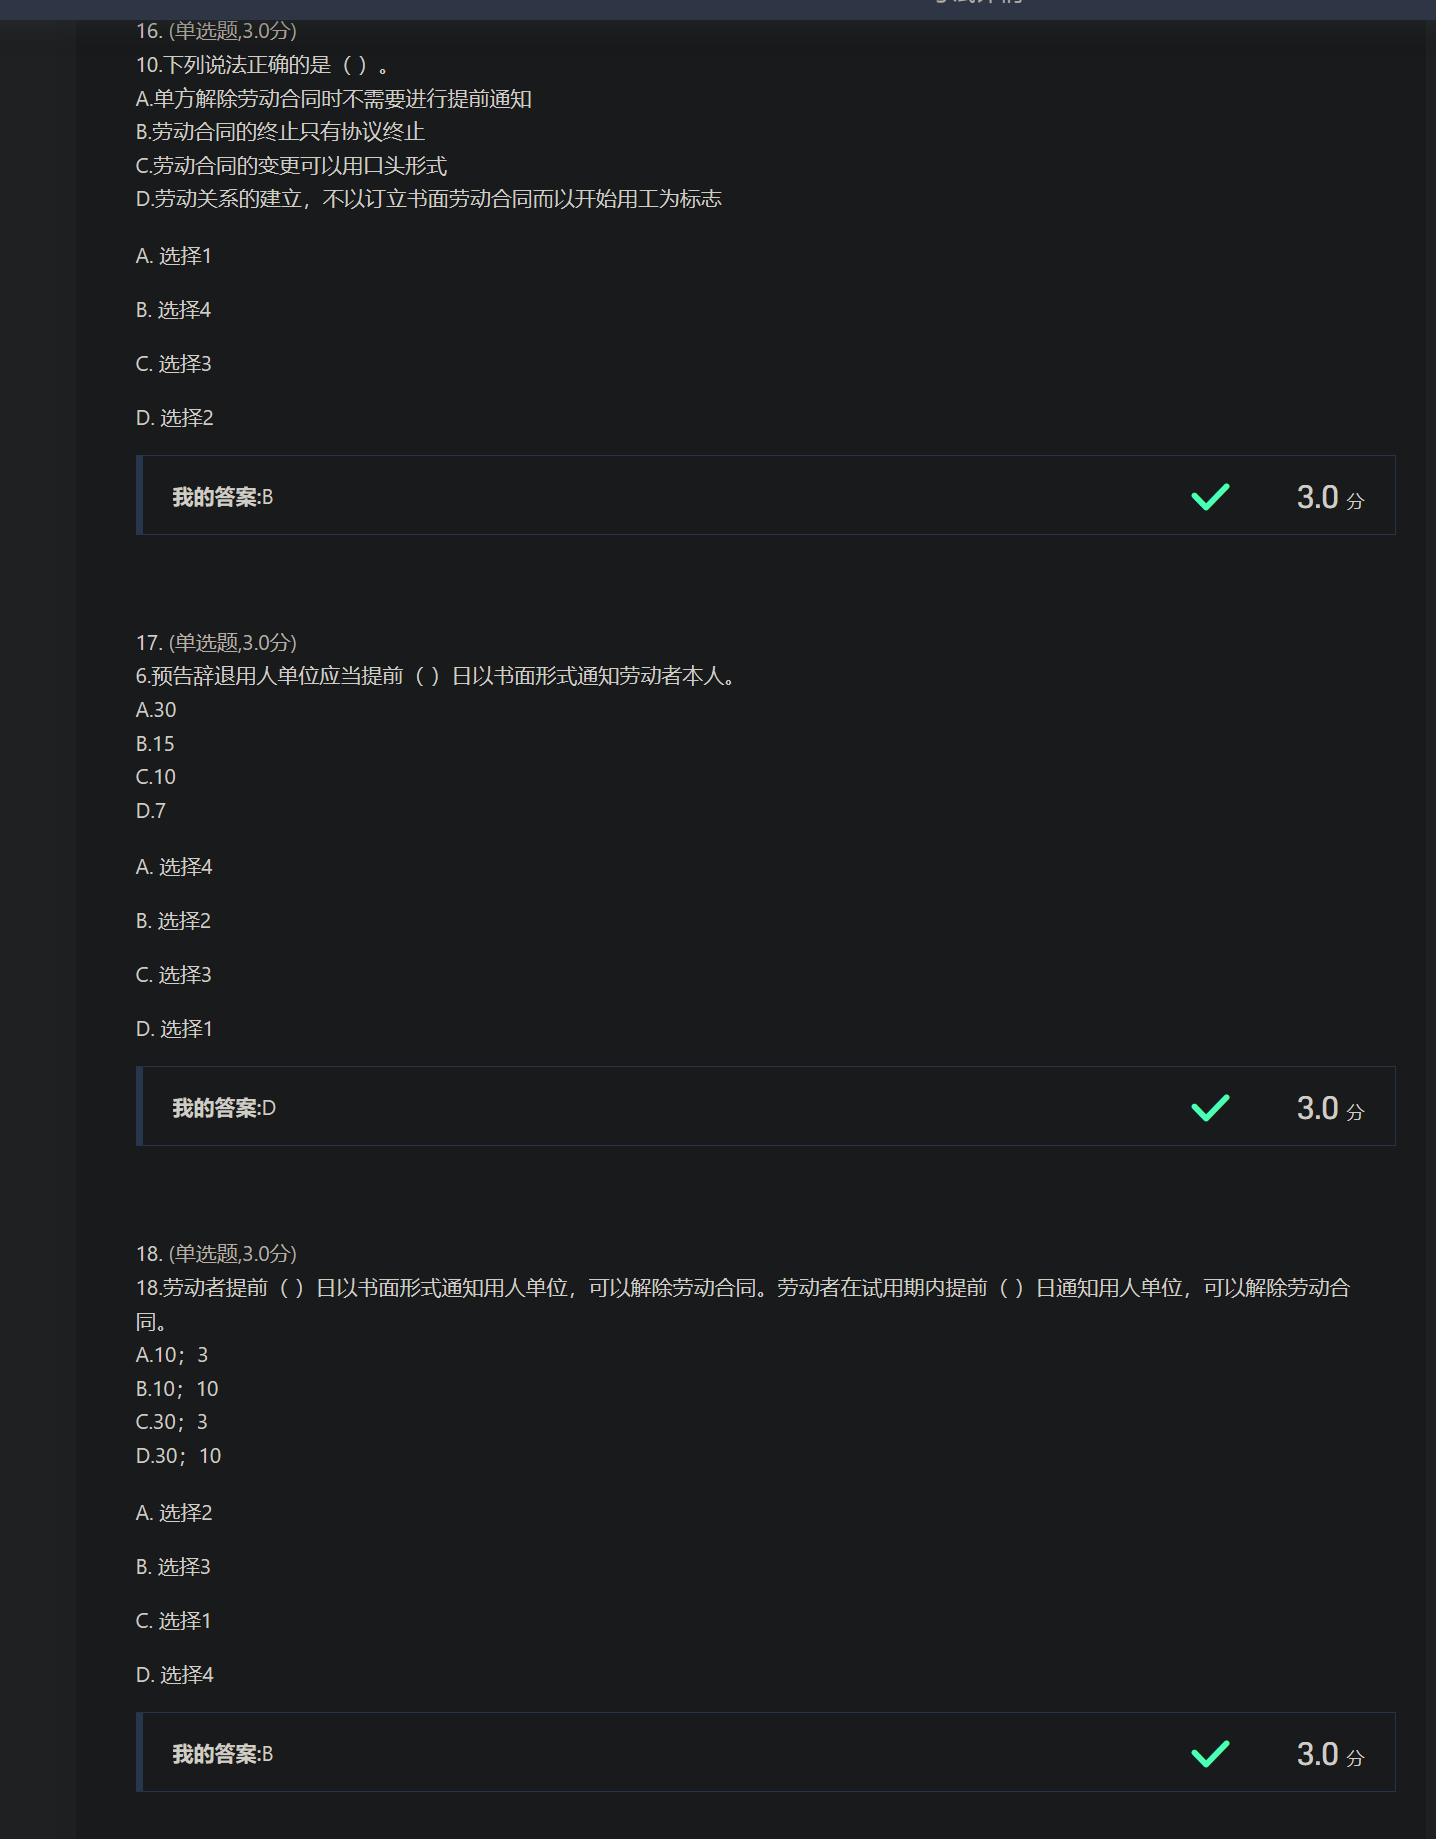 16. (单选题,3.0分)
10.下列说法正确的是（ ）。
A.单方解除劳动合同时不需要进行提前通知
B.劳动合同的终止只有协议终止
C.劳动合同的变更可以用口头形式
D.劳动关系的建立，不以订立书面劳动合同而以开始用工为标志
A. 选择1
B. 选择4
C. 选择3
D. 选择2
我的答案:B
3.0 分
17. (单选题,3.0分)
6.预告辞退用人单位应当提前（ ）日以书面形式通知劳动者本人。
A.30
B.15
C.10
D.7
A. 选择4
B. 选择2
C. 选择3
D. 选择1
我的答案:D
3.0 分
18. (单选题,3.0分)
18.劳动者提前（ ）日以书面形式通知用人单位，可以解除劳动合同。劳动者在试用期内提前（ ）日通知用人单位，可以解除劳动合
同。
A.10；3
B.10；10
C.30；3
D.30；10
A. 选择2
B. 选择3
C. 选择1
D. 选择4
我的答案:B
3.0 分